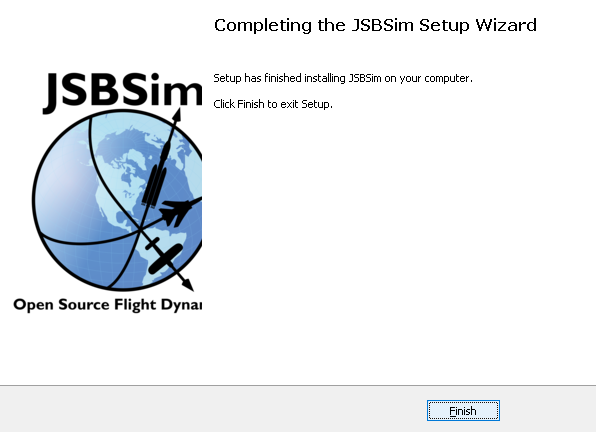 Completing the JSBSim Setup Wizard
JSBSim
Setup has finished installing JSBSim on your computer.
Click Finish to exit Setup.
Open Source Flight Dyna
Finish